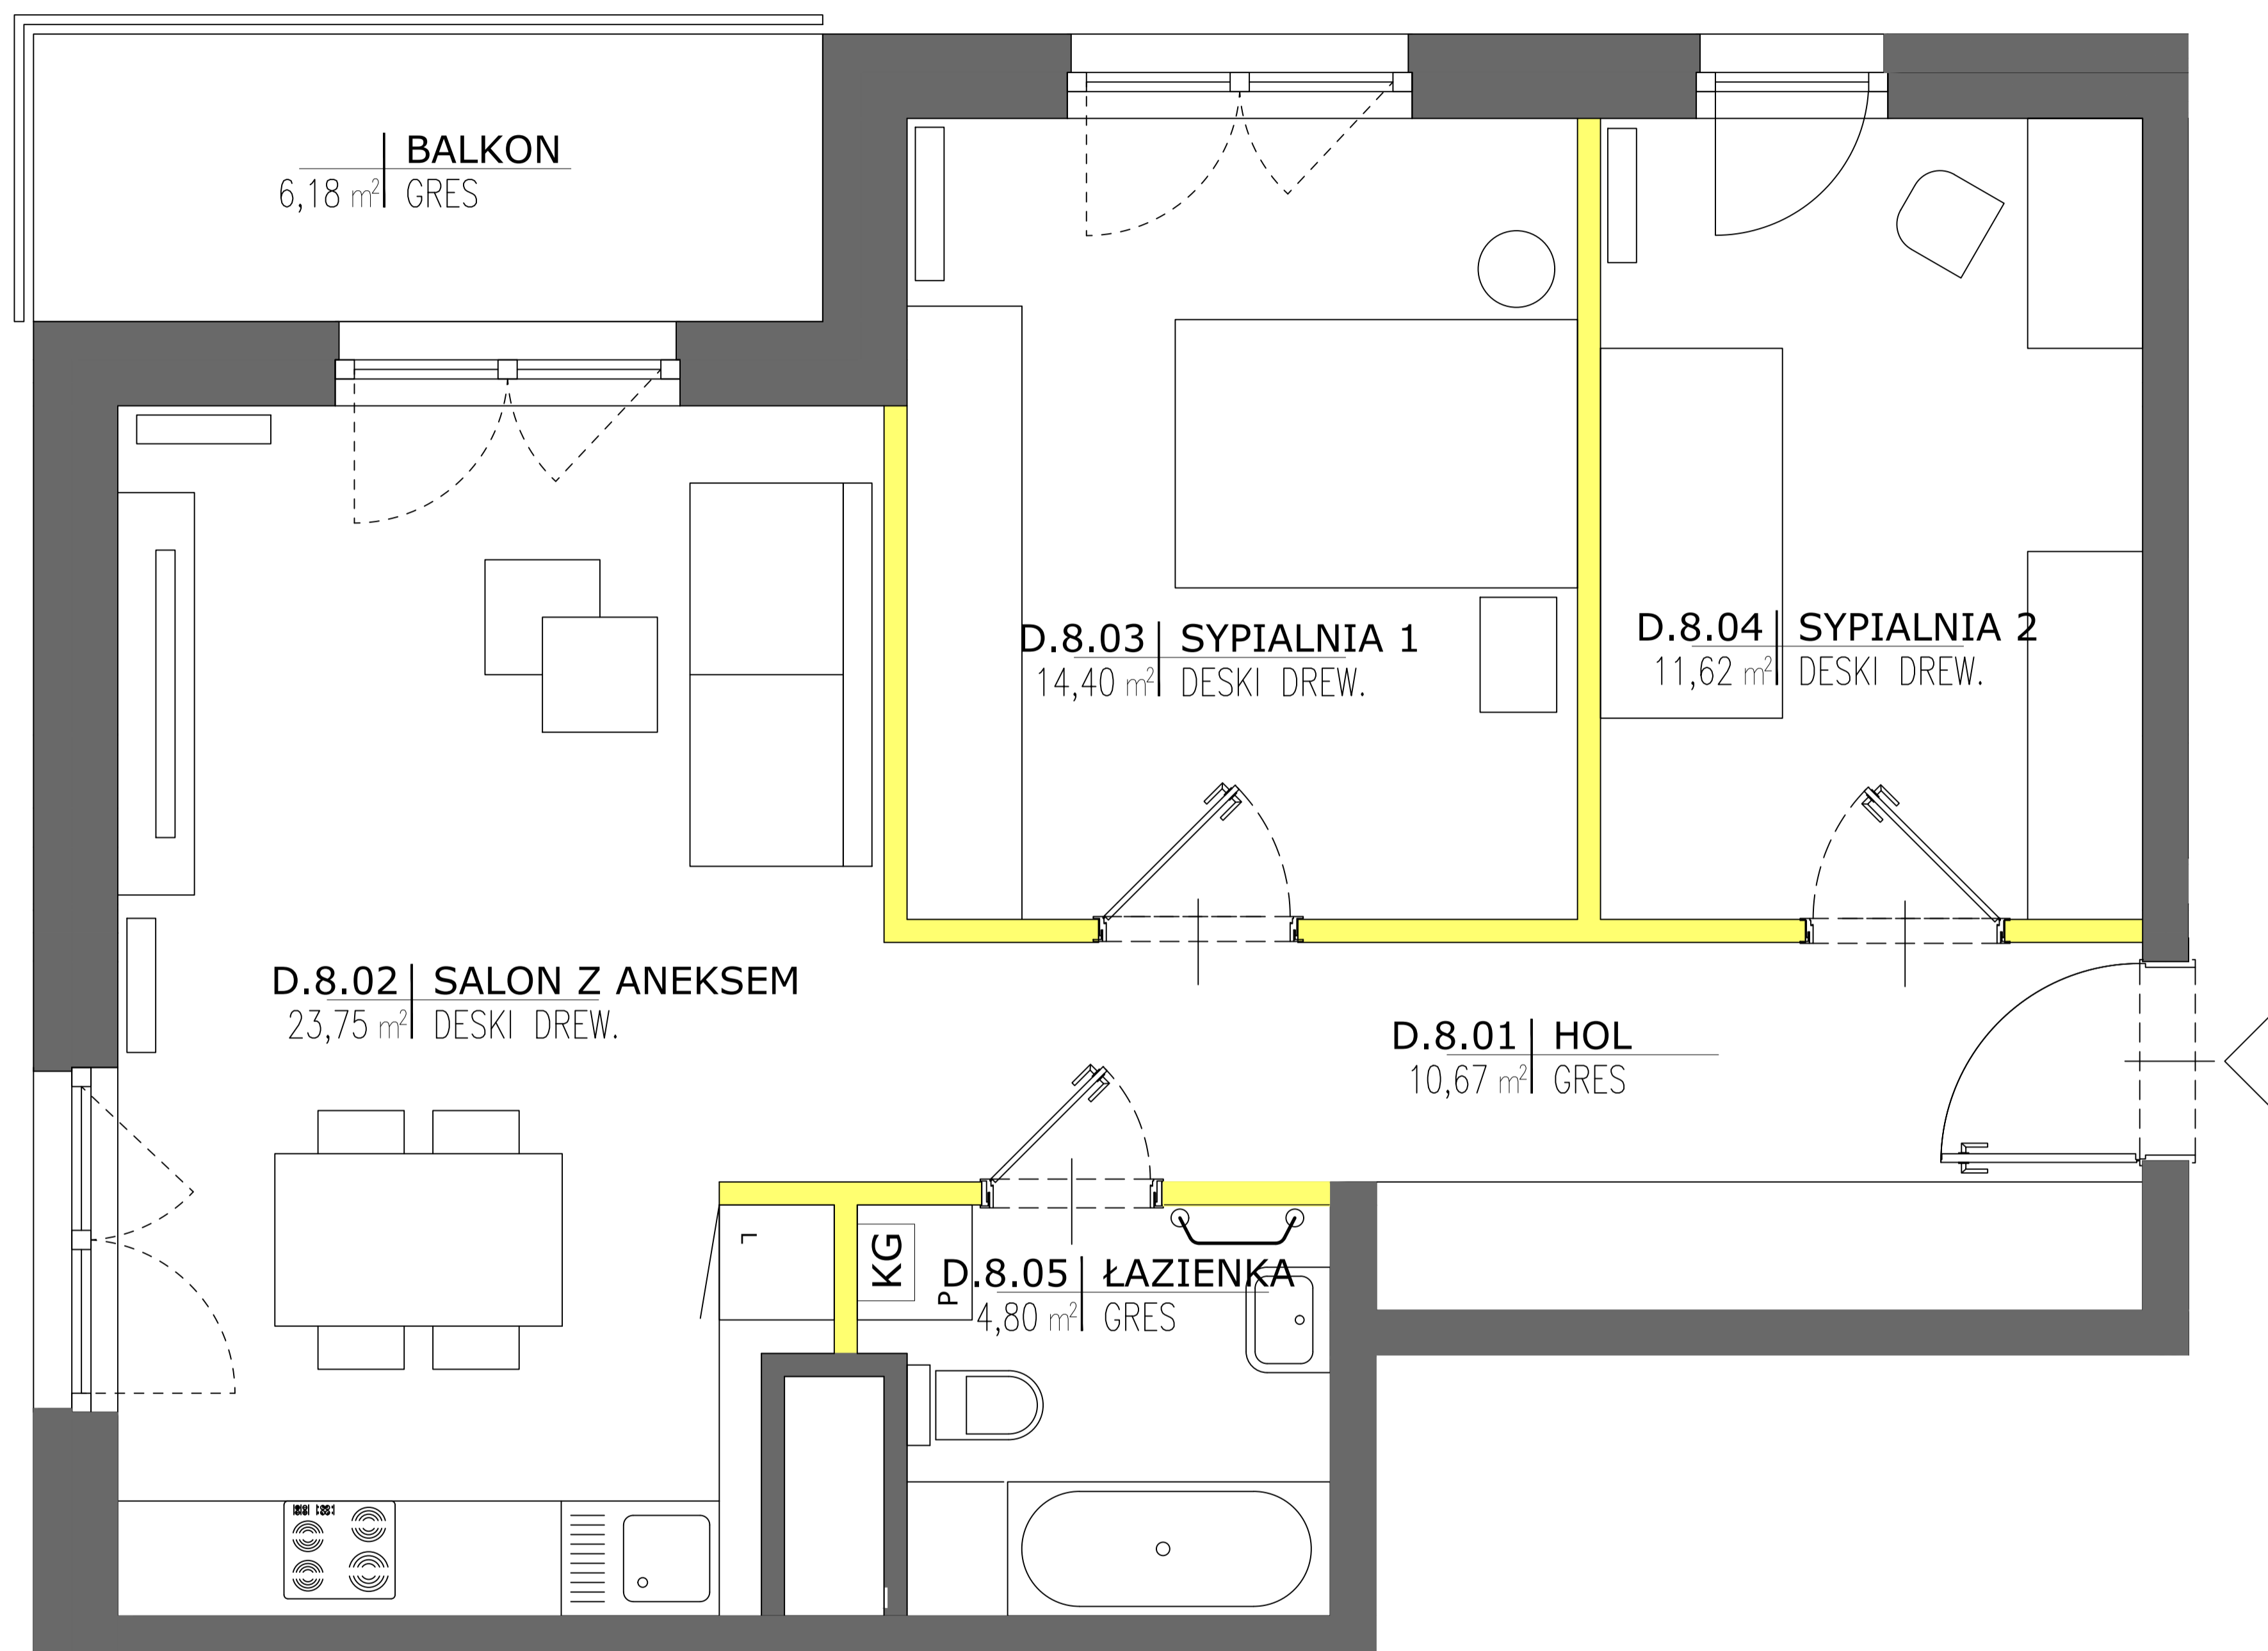 BALKON
6,18 m² GRES
D.8.03 SYPIALNIA 1
14,40 m² DESKI DREW.
D.8.04 SYPIALNIA 2
11,62 m² DESKI DREW.
D.8.02 SALON Z ANEKSEM
23,75 m² DESKI DREW.
D.8.01 HOL
10,67 m² GRES
L
KG
P
D.8.05 ŁAZIENKA
4,80 m² GRES